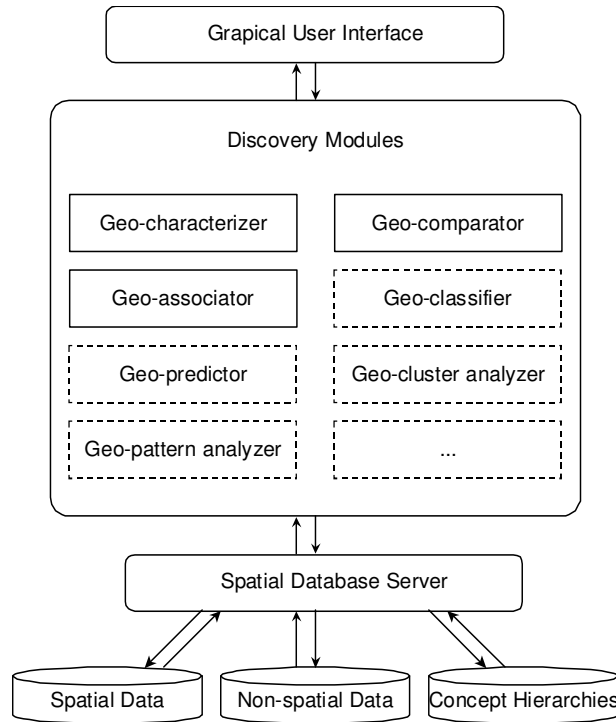 Grapical User Interface
Discovery Modules
Geo-characterizer
Geo-comparator
Geo-associator
Geo-classifier
Geo-predictor
Geo-cluster analyzer
Geo-pattern analyzer
...
Spatial Database Server
Spatial Data
Non-spatial Data
Concept Hierarchies